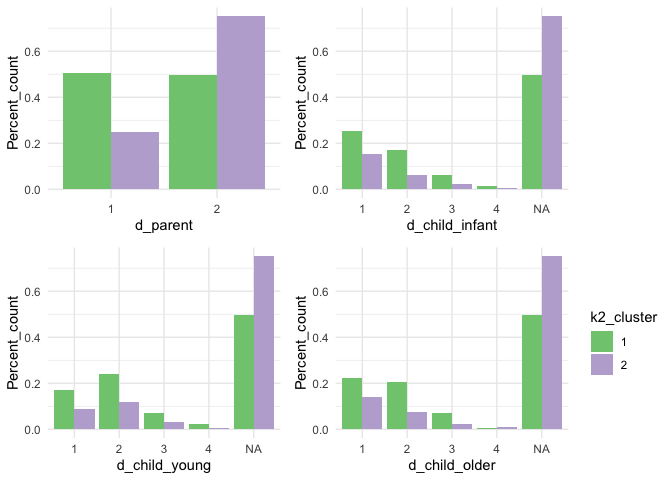 Percent_count
0.6
0.4
0.2
0.0
1 2
d_parent
Percent_count
0.6
0.4
0.2
0.0
1 2 3 4 NA
d_child_infant
Percent_count
0.6
0.4
0.2
0.0
1 2 3 4 NA
d_child_young
Percent_count
0.6
0.4
0.2
0.0
1 2 3 4 NA
d_child_older
k2_cluster
1
2